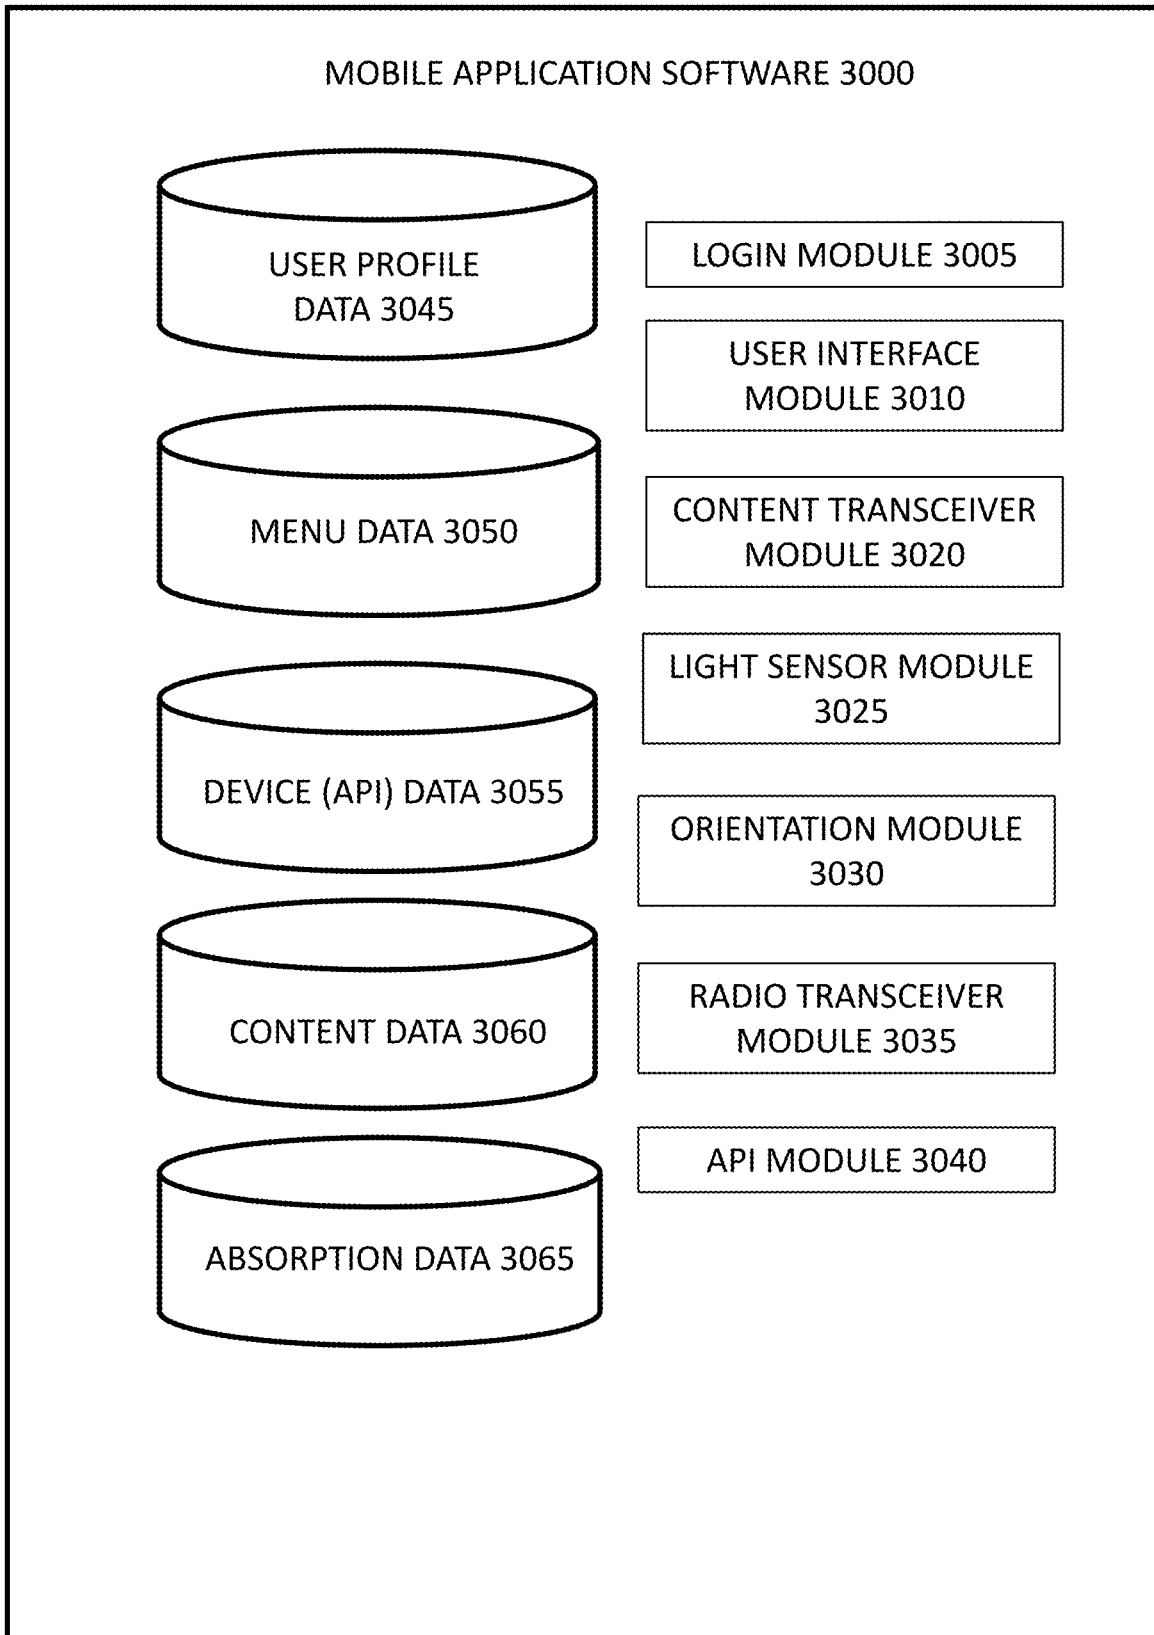 MOBILE APPLICATION SOFTWARE 3000
USER PROFILE
DATA 3045
MENU DATA 3050
DEVICE (API) DATA 3055
CONTENT DATA 3060
ABSORPTION DATA 3065
LOGIN MODULE 3005
USER INTERFACE
MODULE 3010
CONTENT TRANSCEIVER
MODULE 3020
LIGHT SENSOR MODULE
3025
ORIENTATION MODULE
3030
RADIO TRANSCEIVER
MODULE 3035
API MODULE 3040